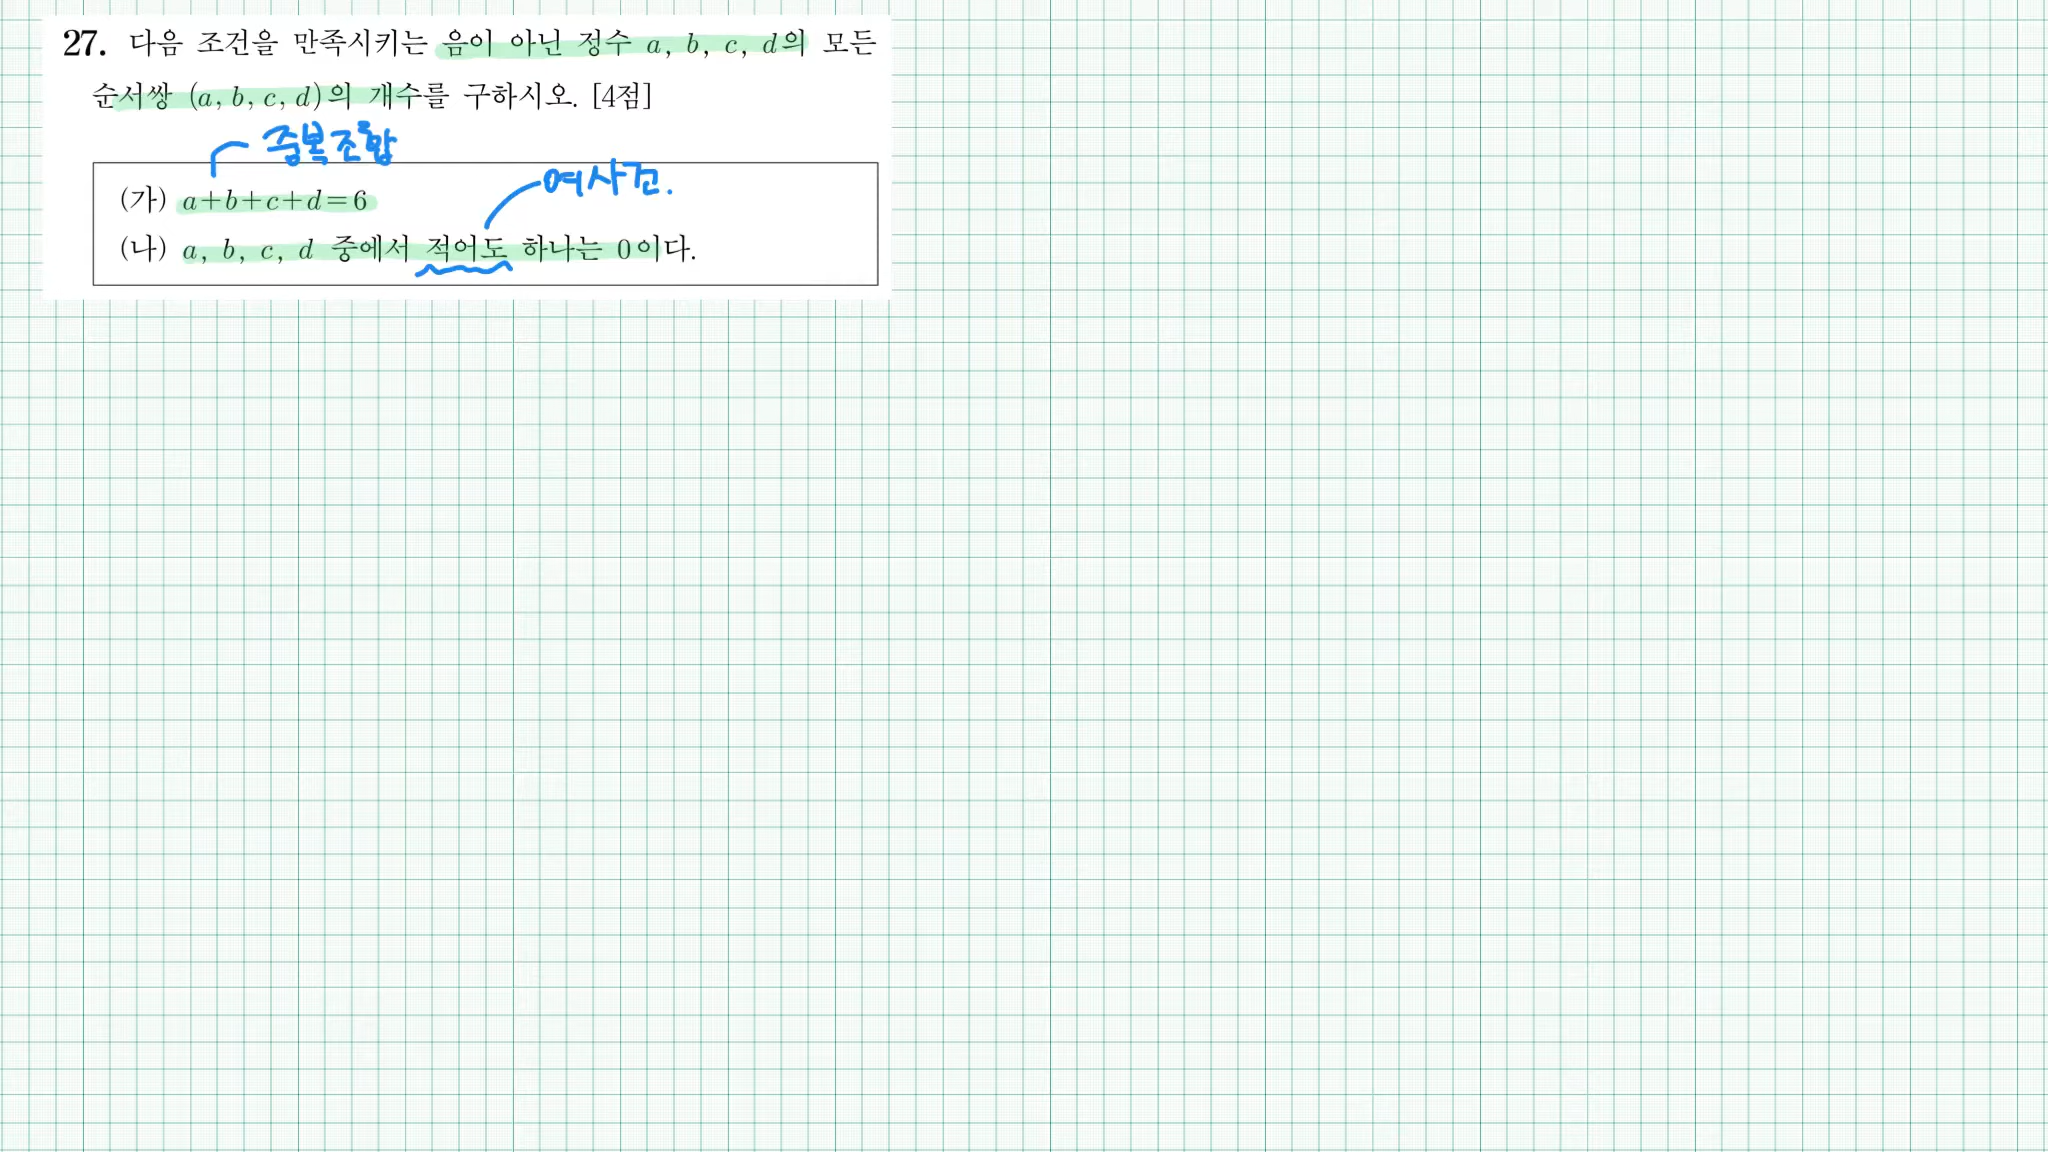 27. 다음 조건을 만족시키는 음이 아닌 정수 a, b, c, d의 모든
순서쌍 (a, b, c, d)의 개수를 구하시오. [4점]
중복조합
여사건.
(가) a+b+c+d=6
(나) a, b, c, d 중에서 적어도 하나는 0이다.